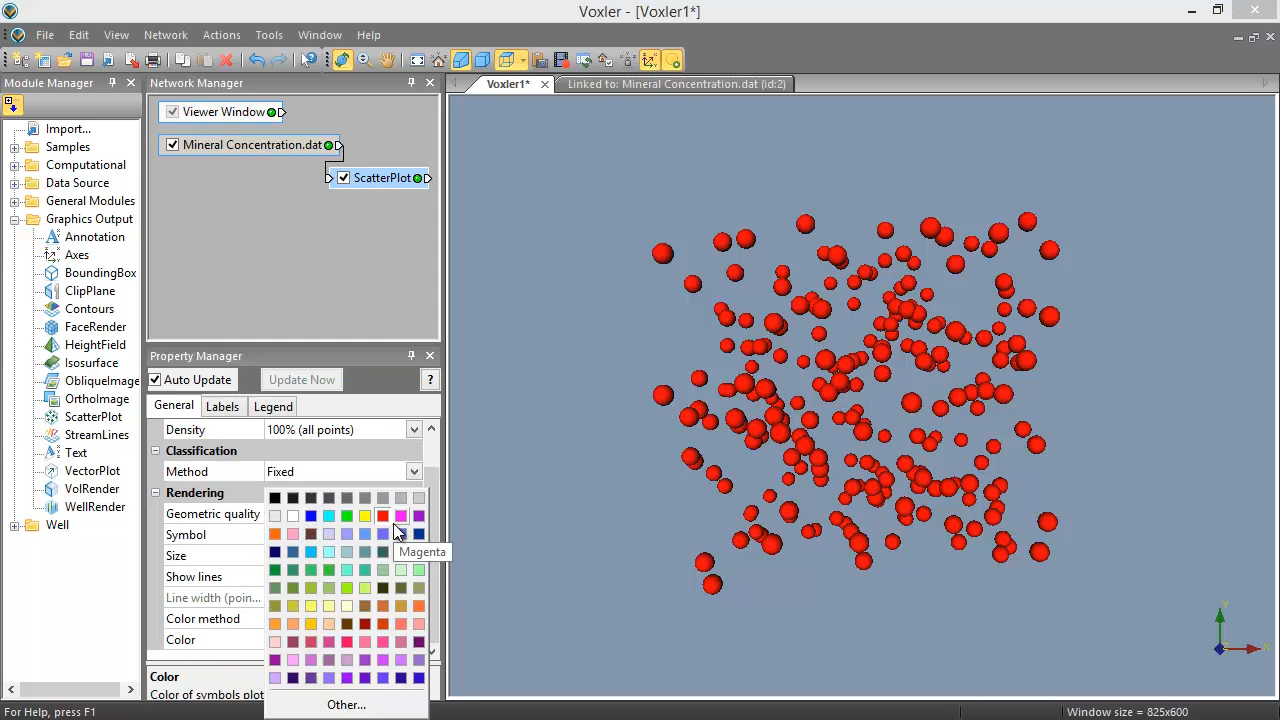 Voxler - [Voxler1*]
File Edit View Network Actions Tools Window Help
Module Manager
Network Manager
Voxler1*
Linked to: Mineral Concentration.dat (id:2)
Import...
Samples
Computational
Data Source
General Modules
Graphics Output
Annotation
Axes
BoundingBox
ClipPlane
Contours
FaceRender
HeightField
Isosurface
ObliqueImage
OrthoImage
ScatterPlot
StreamLines
Text
VectorPlot
VolRender
WellRender
Well
Viewer Window
Mineral Concentration.dat
ScatterPlot
Property Manager
Auto Update
Update Now
?
General Labels Legend
Density 100% (all points)
Classification
Method Fixed
Rendering
Geometric quality
Symbol
Size
Show lines
Line width (poin...
Color method
Color
Magenta
Other...
Color
Color of symbols plot
Y
X
For Help, press F1
Window size = 825x600